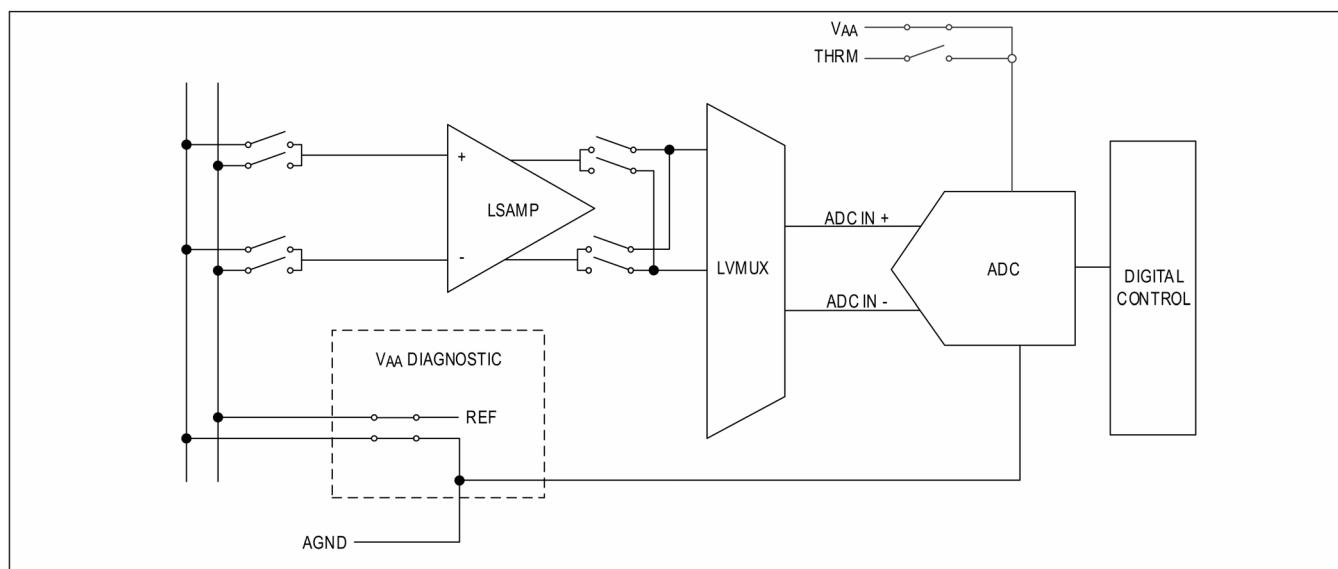 VAA
THRM
+
LSAMP
-
LVMUX
ADC IN +
ADC IN -
ADC
DIGITAL
CONTROL
VAA DIAGNOSTIC
REF
AGND